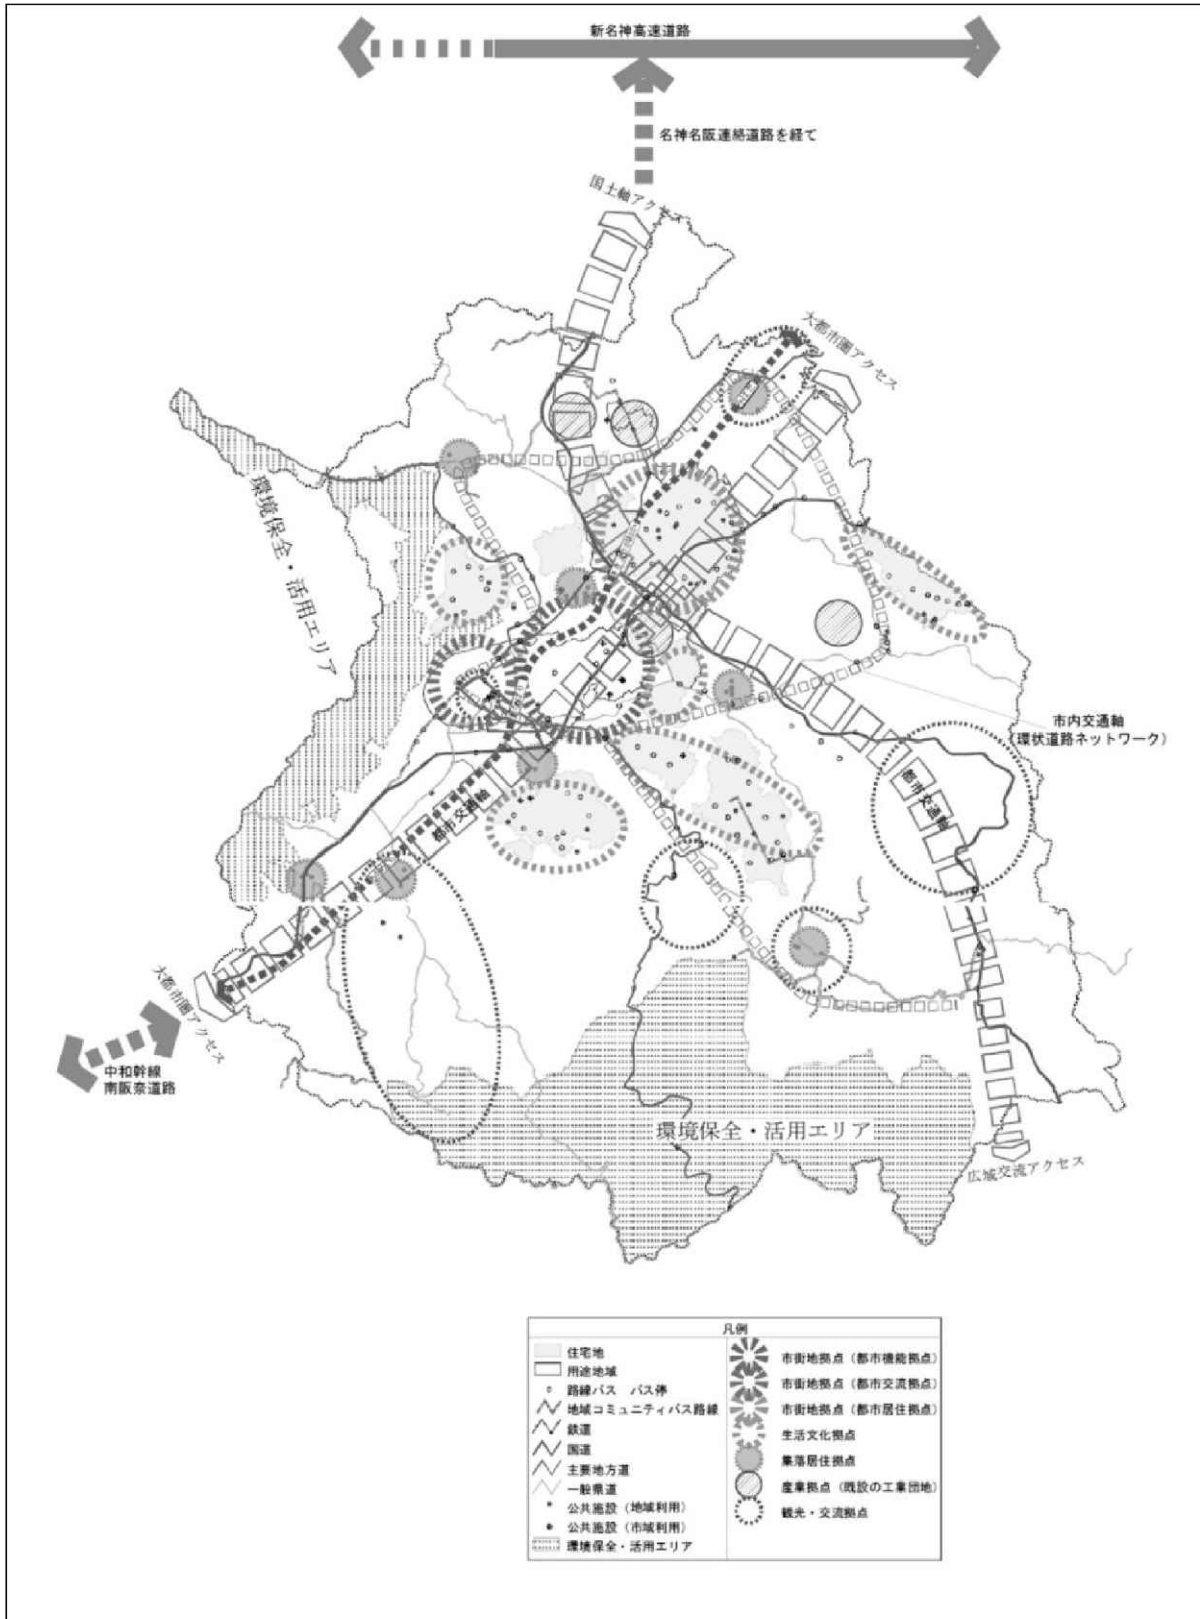 新名神高速道路
名神名阪連絡道路を経て
国土軸アクセス
大都市圏アクセス
環境保全・活用エリア
市内交通軸
(環状道路ネットワーク)
都市交通軸
都市交通軸
大都市圏アクセス
中和幹線
南阪奈道路
環境保全・活用エリア
広域交流アクセス
凡例
住宅地
用途地域
路線バス バス停
地域コミュニティバス路線
鉄道
国道
主要地方道
一般県道
公共施設(地域利用)
公共施設(市域利用)
環境保全・活用エリア
市街地拠点(都市機能拠点)
市街地拠点(都市交流拠点)
市街地拠点(都市居住拠点)
生活文化拠点
集落居住拠点
産業拠点(既設の工業団地)
観光・交流拠点